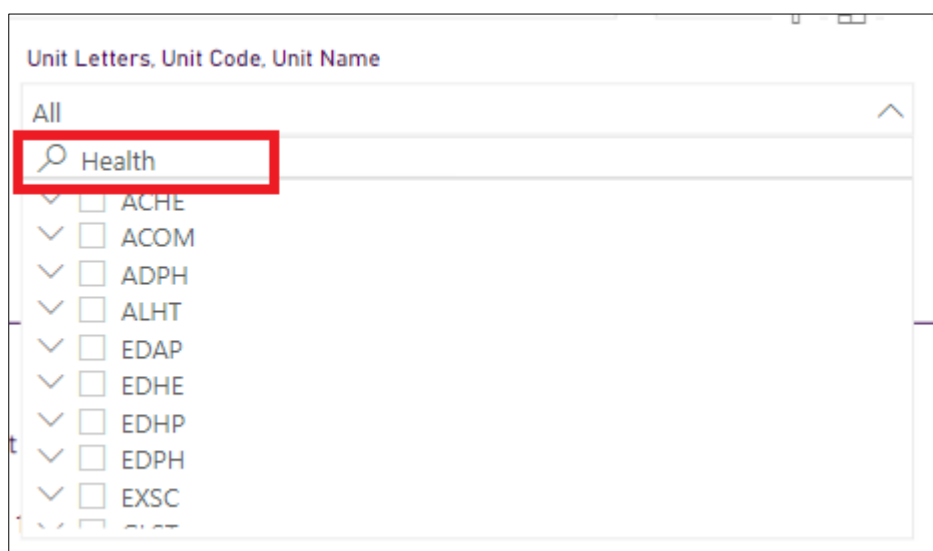 Unit Letters, Unit Code, Unit Name
All
Health
ACHE
ACOM
ADPH
ALHT
EDAP
EDHE
EDHP
EDPH
EXSC